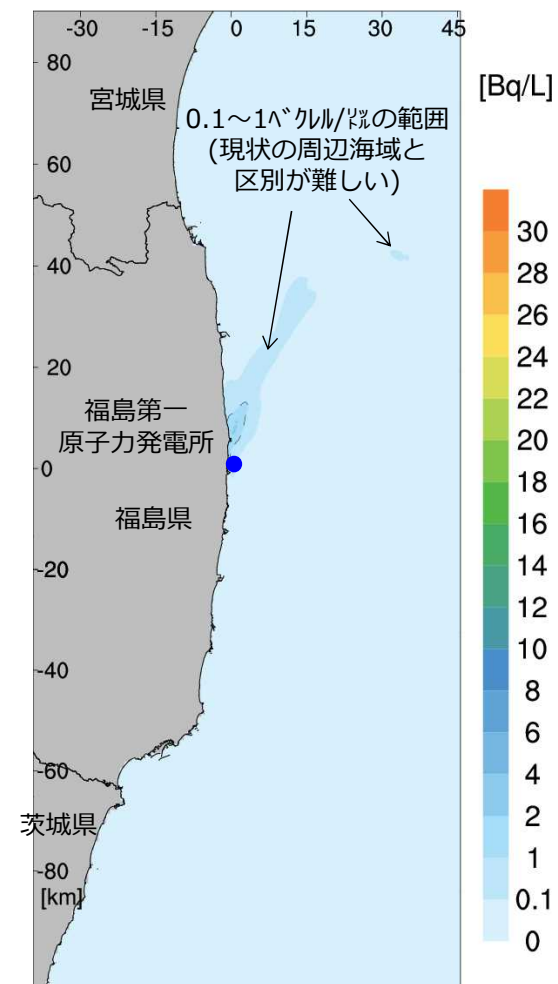 -30 -15 0 15 30 45
[Bq/L]
80
宮城県
0.1～1ﾍﾞｸﾚﾙ/ﾘｯﾄﾙの範囲
(現状の周辺海域と
区別が難しい)
60
40
20
福島第一
原子力発電所
0
福島県
-20
-40
-60
茨城県
-80
[km]
30
28
26
24
22
20
18
16
14
12
10
8
6
4
2
1
0.1
0